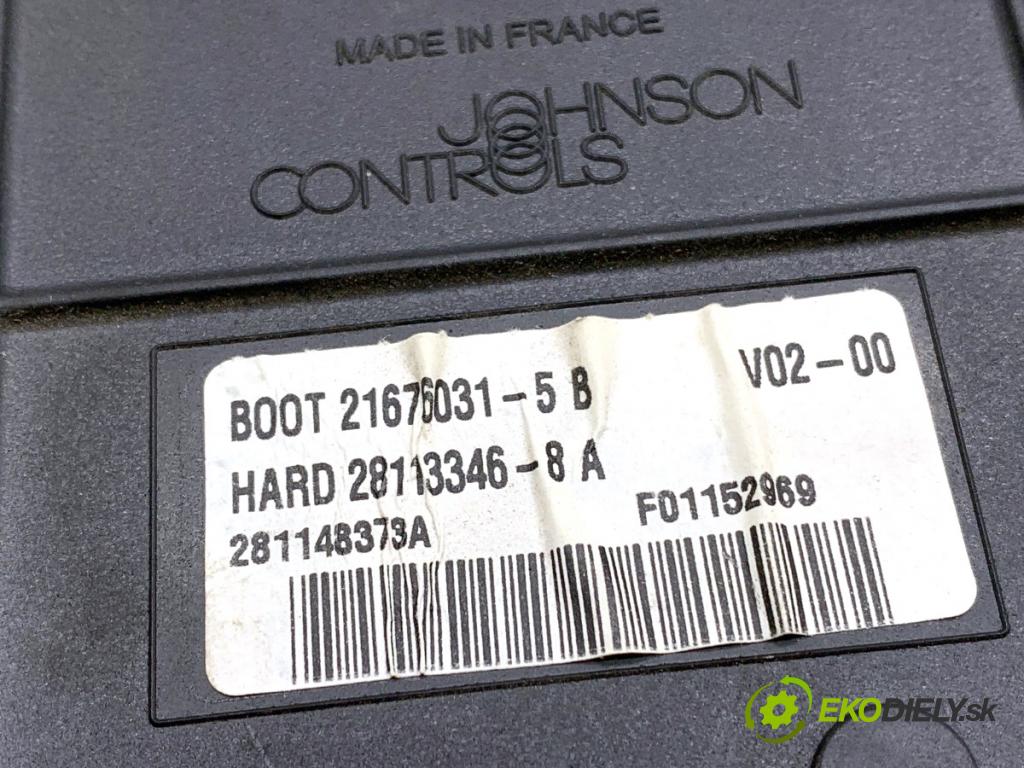 MADE IN FRANCE
JOHNSON
CONTROLS
BOOT 21676031-5 B
V02-00
HARD 28113346-8 A
281148373A
F01152969
EKODIELY.sk